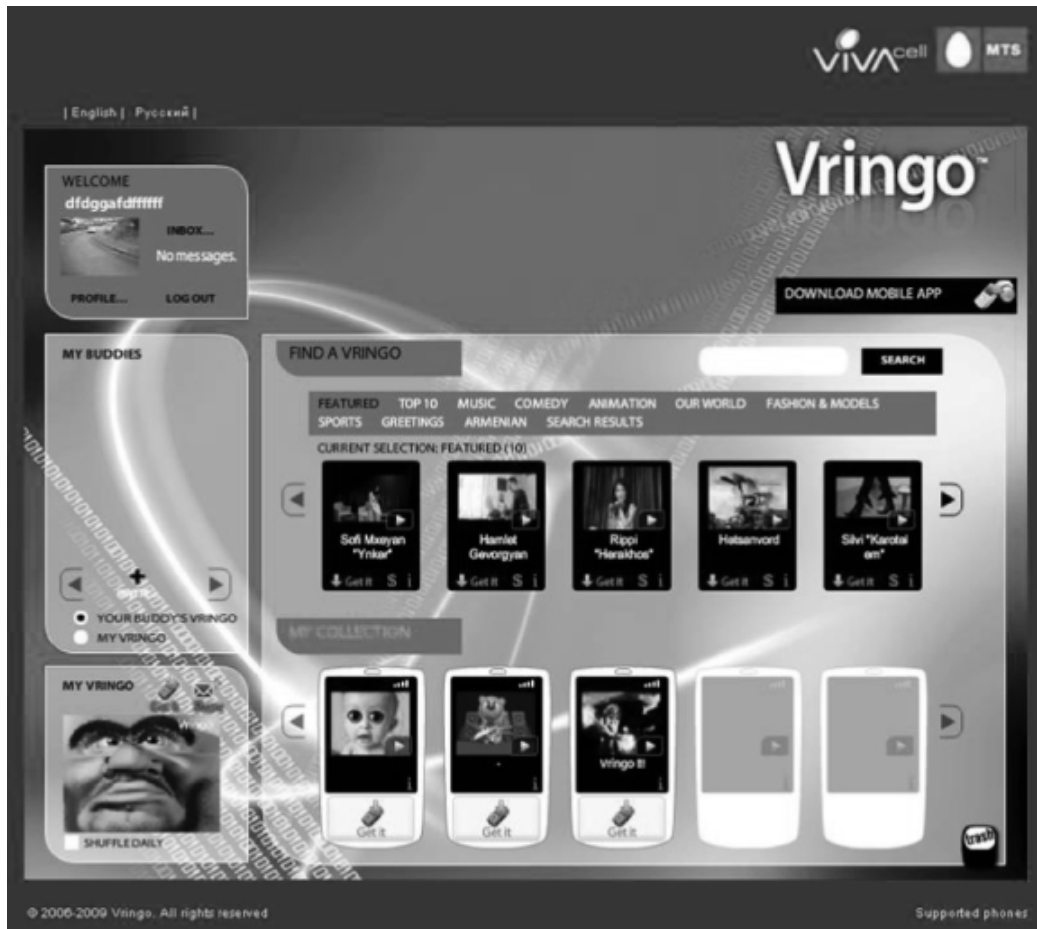 VIVAcell MTS
| English | Русский |
Vringo™
WELCOME
dfdggafdffffff
INBOX...
No messages.
PROFILE... LOG OUT
DOWNLOAD MOBILE APP
MY BUDDIES
FIND A VRINGO
SEARCH
FEATURED TOP 10 MUSIC COMEDY ANIMATION OUR WORLD FASHION & MODELS
SPORTS GREETINGS ARMENIAN SEARCH RESULTS
CURRENT SELECTION: FEATURED (10)
Sofi Mxeyan "Ynker"
Hamlet Gevorgyan
Rippi "Herakhos"
Hetsanvord
Silvi "Karotel em"
Get It S i
Get It S i
Get It S i
Get It S i
Get It S i
YOUR BUDDY'S VRINGO
MY VRINGO
MY COLLECTION
MY VRINGO
Get It
Vringo !!!
Get it
Get it
Get it
SHUFFLE DAILY
trash
© 2006-2009 Vringo. All rights reserved
Supported phones